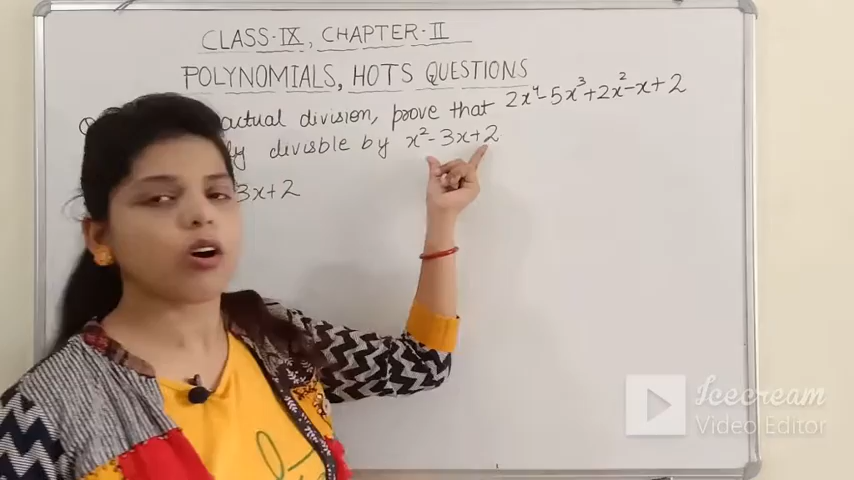 CLASS-IX, CHAPTER-II
POLYNOMIALS, HOTS QUESTIONS
actual division, prove that 2x⁴-5x³+2x²-x+2
divisble by x²-3x+2
3x+2
Icecream
Video Editor